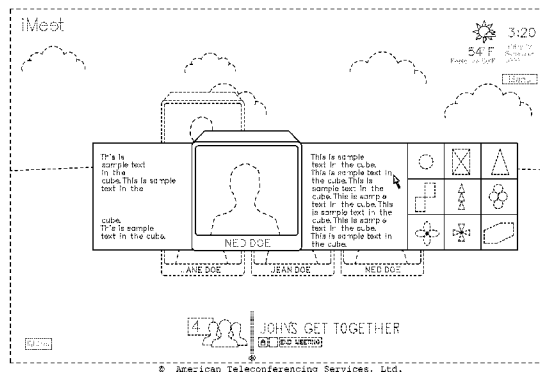 iMeet
3:20
54° F
This is
sample text
in the
cube. This is sample
text in the
cube.
This is sample
text in the cube.
NED DOE
This is sample
text in the cube.
This is sample text in
the cube. This is
sample text in the
cube. This is sample
text in the cube. This
is sample text in the
cube. This is sample
text in the cube.
This is sample text in
the cube.
JANE DOE
JEAN DOE
NED DOE
4
JOHN'S GET TOGETHER
END MEETING
© American Teleconferencing Services, Ltd.